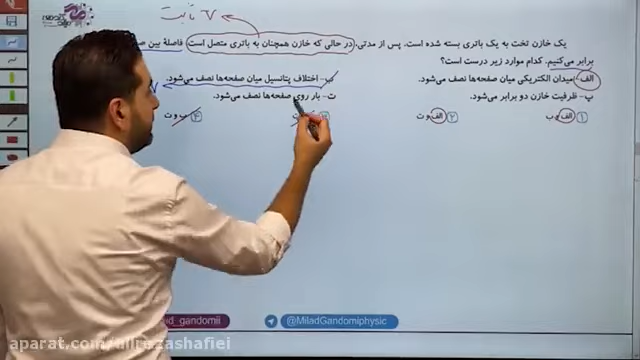 V ثابت
یک خازن تخت به یک باتری بسته شده است. پس از مدتی، در حالی که خازن همچنان به باتری متصل است فاصلهٔ بین
برابر می‌کنیم. کدام موارد زیر درست است؟
الف- میدان الکتریکی میان صفحه‌ها نصف می‌شود.
ب- اختلاف پتانسیل میان صفحه‌ها نصف می‌شود.
پ- ظرفیت خازن دو برابر می‌شود.
ت- بار روی صفحه‌ها نصف می‌شود.
۱) الف و پ
۲) الف و ت
۴) ب و ت
@MiladGandomiphysic
d_gandomii
aparat.com/alirezashafiei